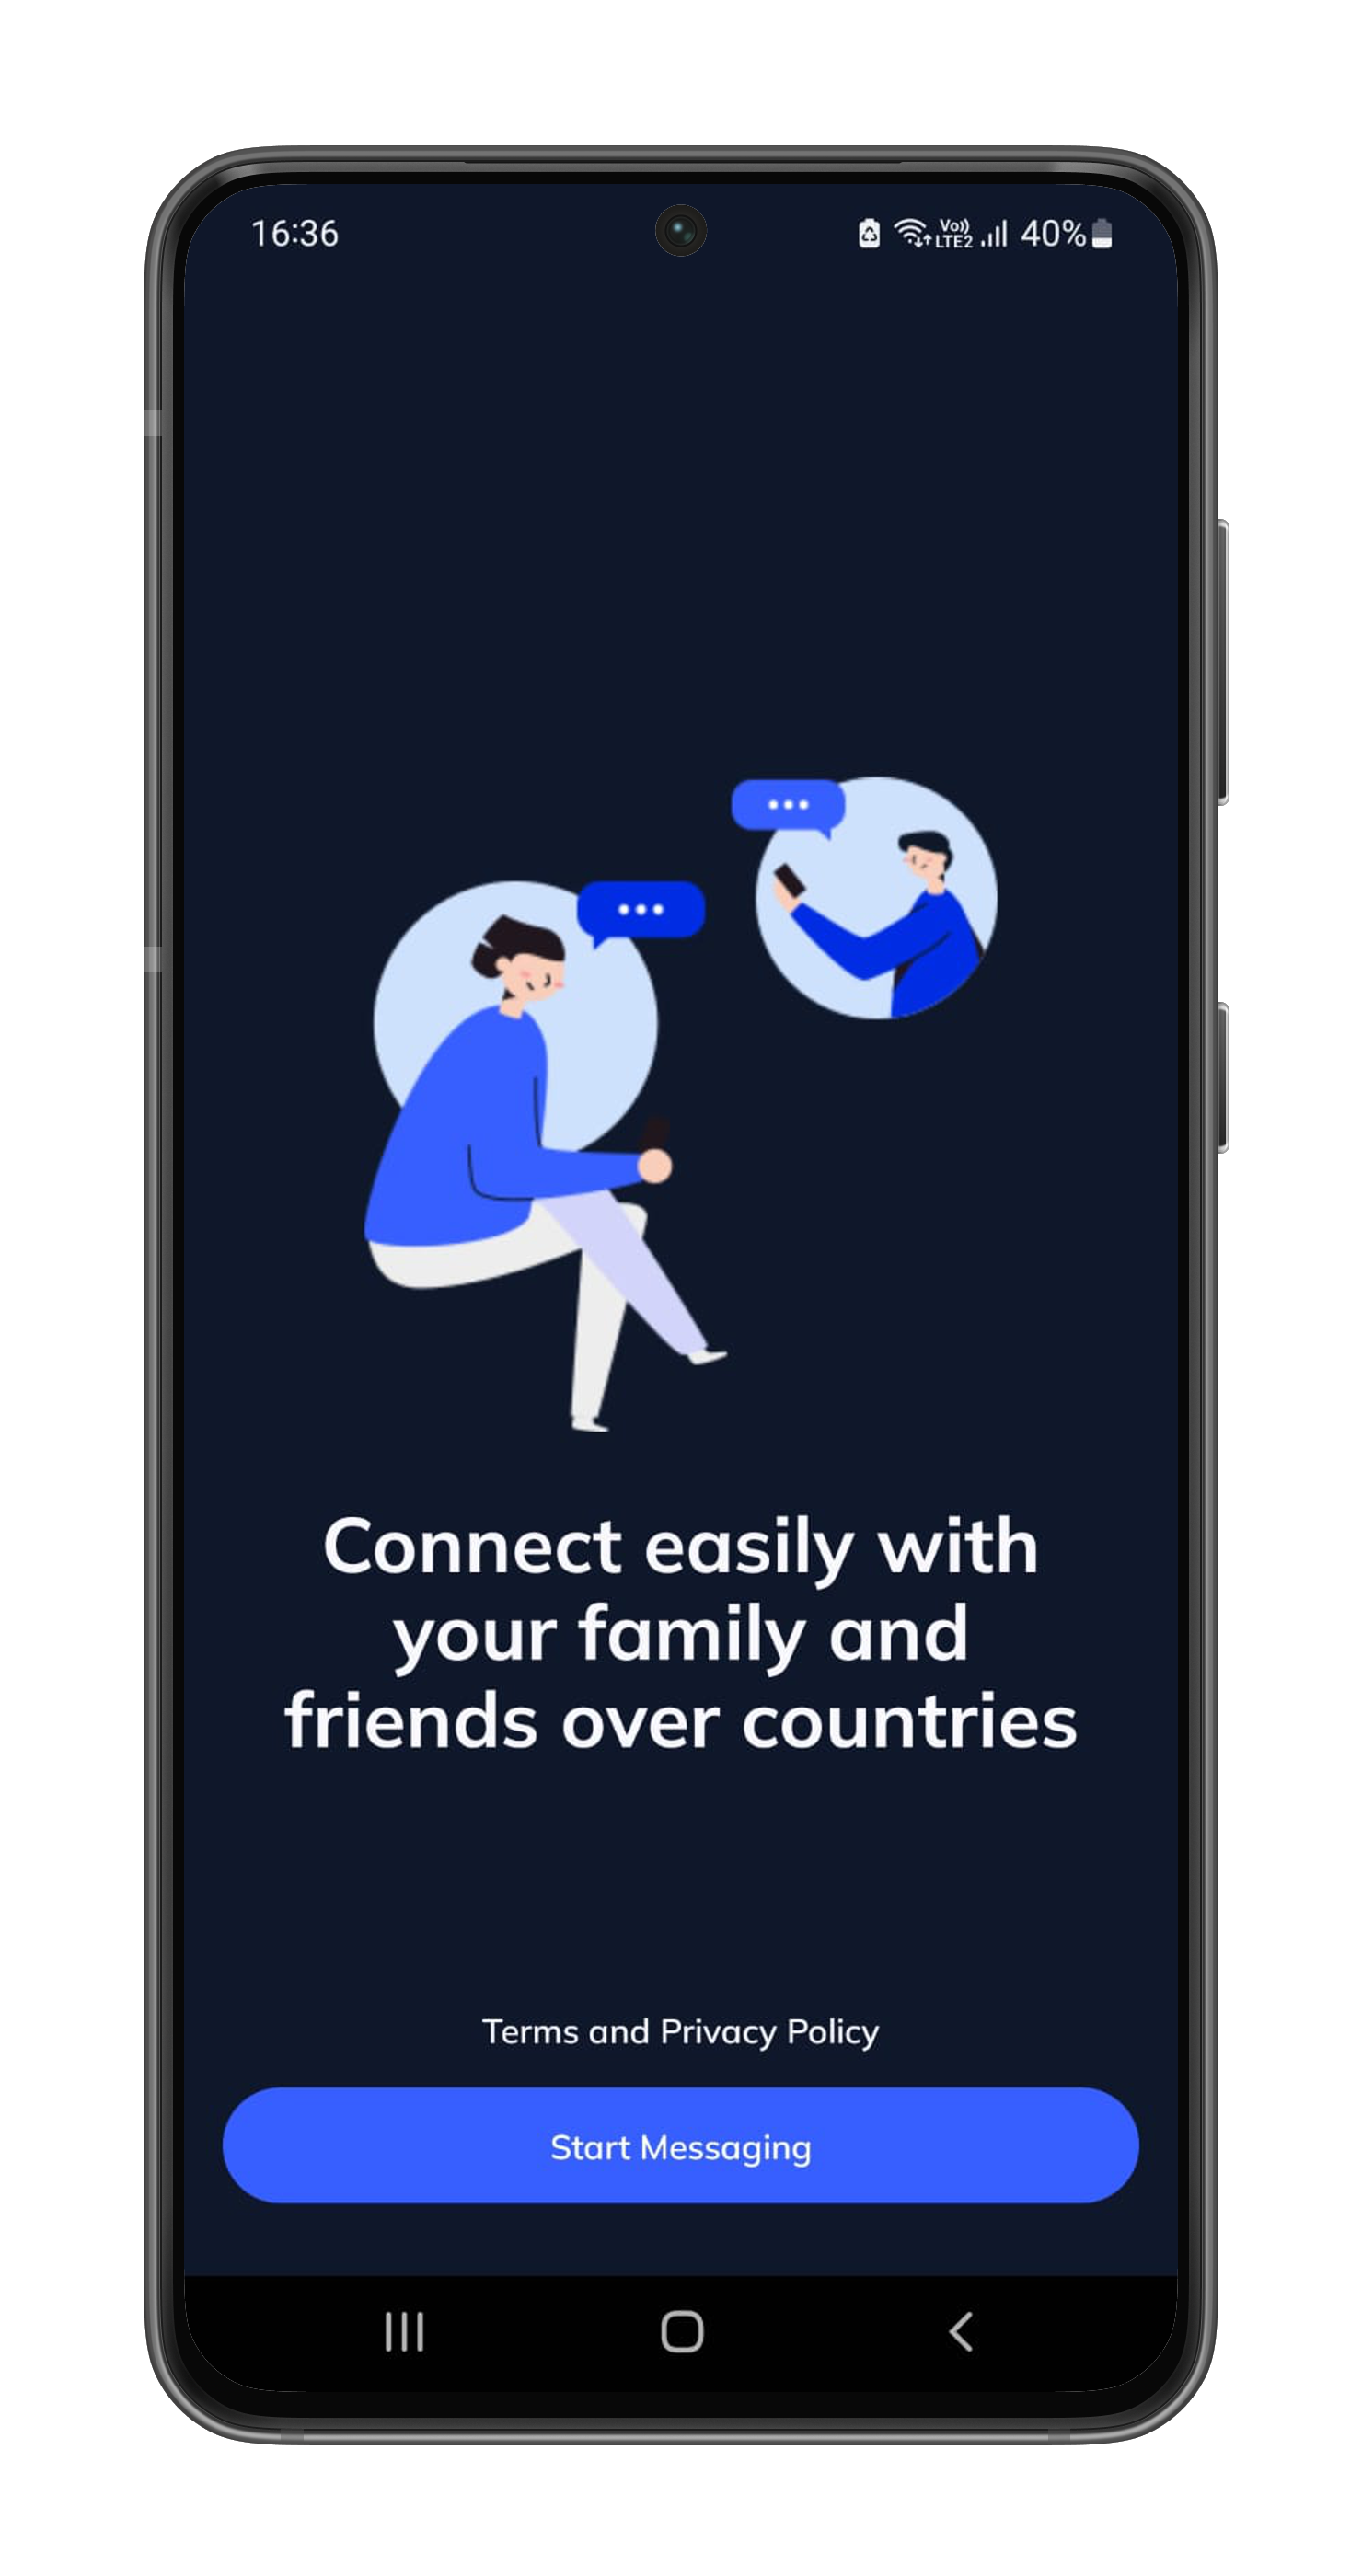 16:36
Vo)) LTE2 40%
Connect easily with
your family and
friends over countries
Terms and Privacy Policy
Start Messaging